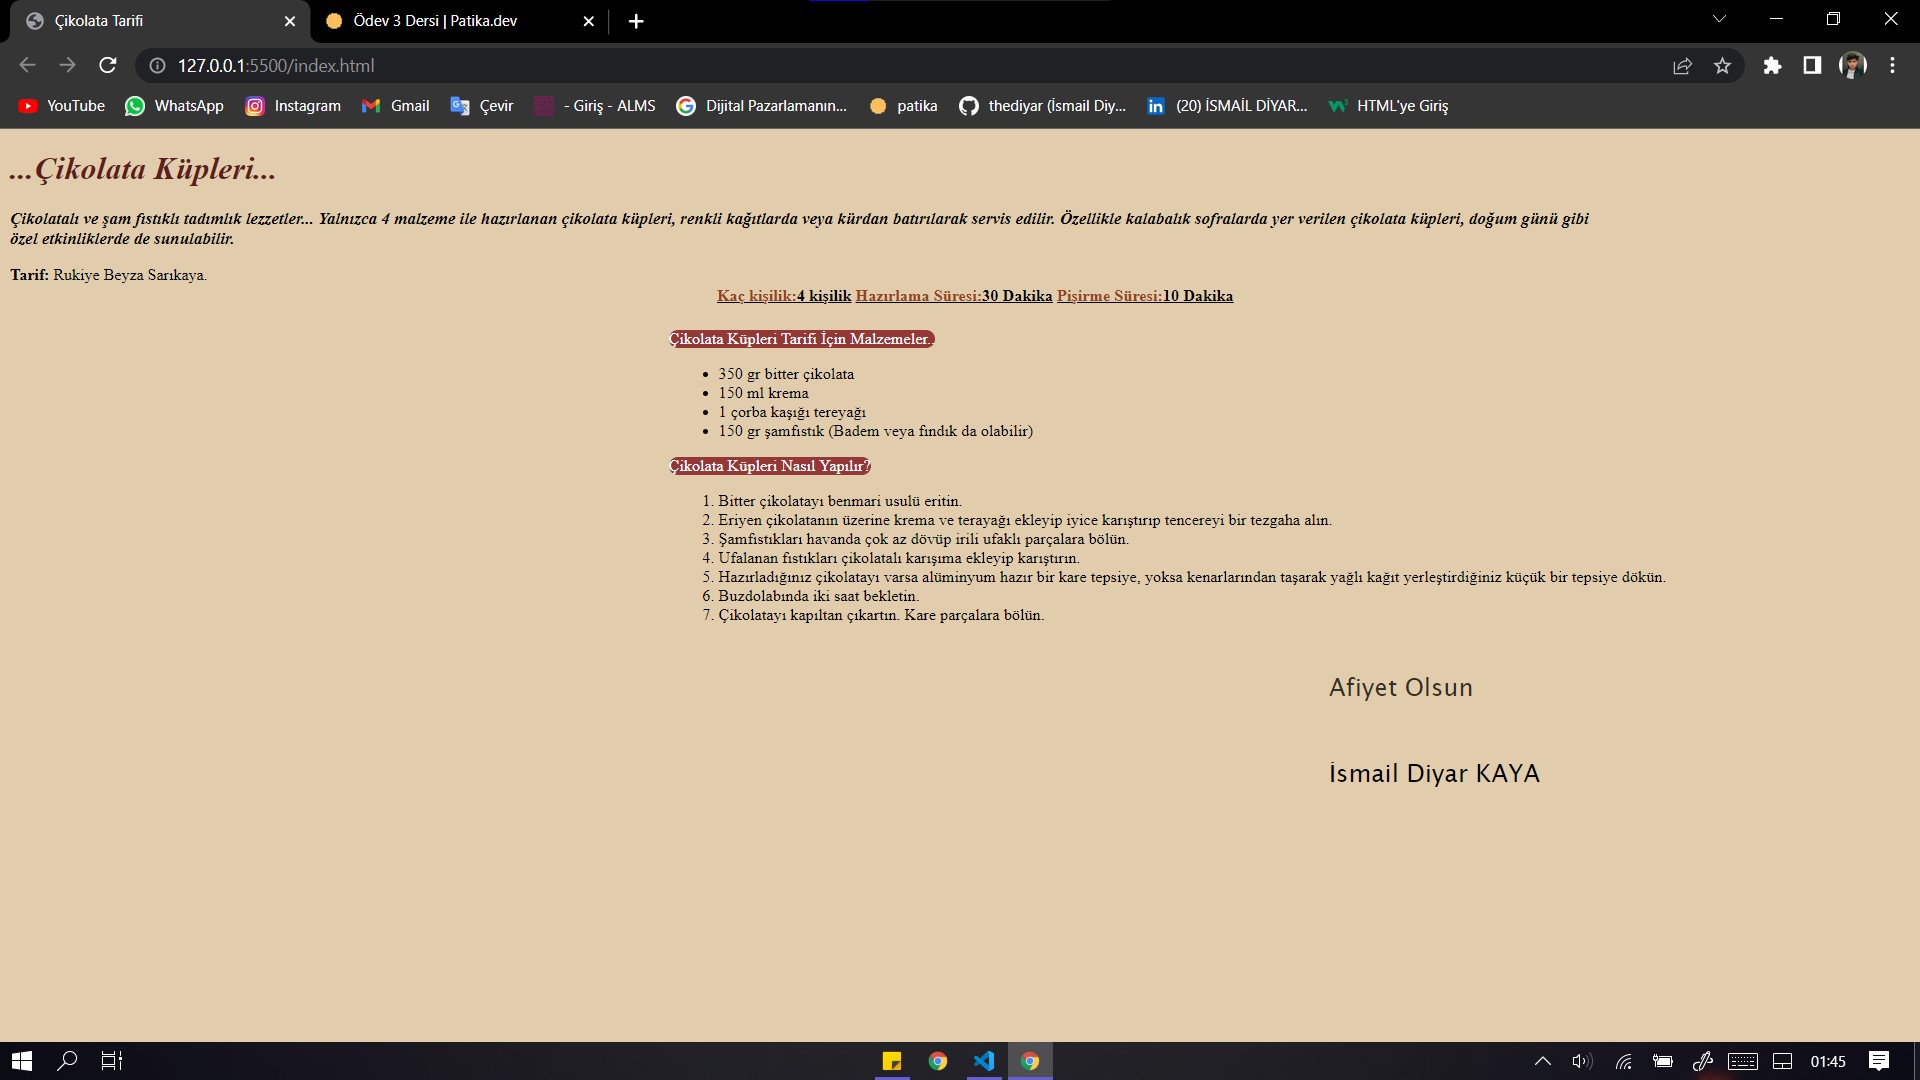 Çikolata Tarifi
Ödev 3 Dersi | Patika.dev
127.0.0.1:5500/index.html
YouTube
WhatsApp
Instagram
Gmail
Çevir
- Giriş - ALMS
Dijital Pazarlamanın...
patika
thediyar (İsmail Diy...
(20) İSMAİL DİYAR...
HTML'ye Giriş
...Çikolata Küpleri...
Çikolatalı ve şam fıstıklı tadımlık lezzetler... Yalnızca 4 malzeme ile hazırlanan çikolata küpleri, renkli kağıtlarda veya kürdan batırılarak servis edilir. Özellikle kalabalık sofralarda yer verilen çikolata küpleri, doğum günü gibi
özel etkinliklerde de sunulabilir.
Tarif: Rukiye Beyza Sarıkaya.
Kaç kişilik:4 kişilik Hazırlama Süresi:30 Dakika Pişirme Süresi:10 Dakika
Çikolata Küpleri Tarifi İçin Malzemeler..
• 350 gr bitter çikolata
• 150 ml krema
• 1 çorba kaşığı tereyağı
• 150 gr şamfıstık (Badem veya fındık da olabilir)
Çikolata Küpleri Nasıl Yapılır?
1. Bitter çikolatayı benmari usulü eritin.
2. Eriyen çikolatanın üzerine krema ve terayağı ekleyip iyice karıştırıp tencereyi bir tezgaha alın.
3. Şamfıstıkları havanda çok az dövüp irili ufaklı parçalara bölün.
4. Ufalanan fıstıkları çikolatalı karışıma ekleyip karıştırın.
5. Hazırladığınız çikolatayı varsa alüminyum hazır bir kare tepsiye, yoksa kenarlarından taşarak yağlı kağıt yerleştirdiğiniz küçük bir tepsiye dökün.
6. Buzdolabında iki saat bekletin.
7. Çikolatayı kapıltan çıkartın. Kare parçalara bölün.
Afiyet Olsun
İsmail Diyar KAYA
01:45